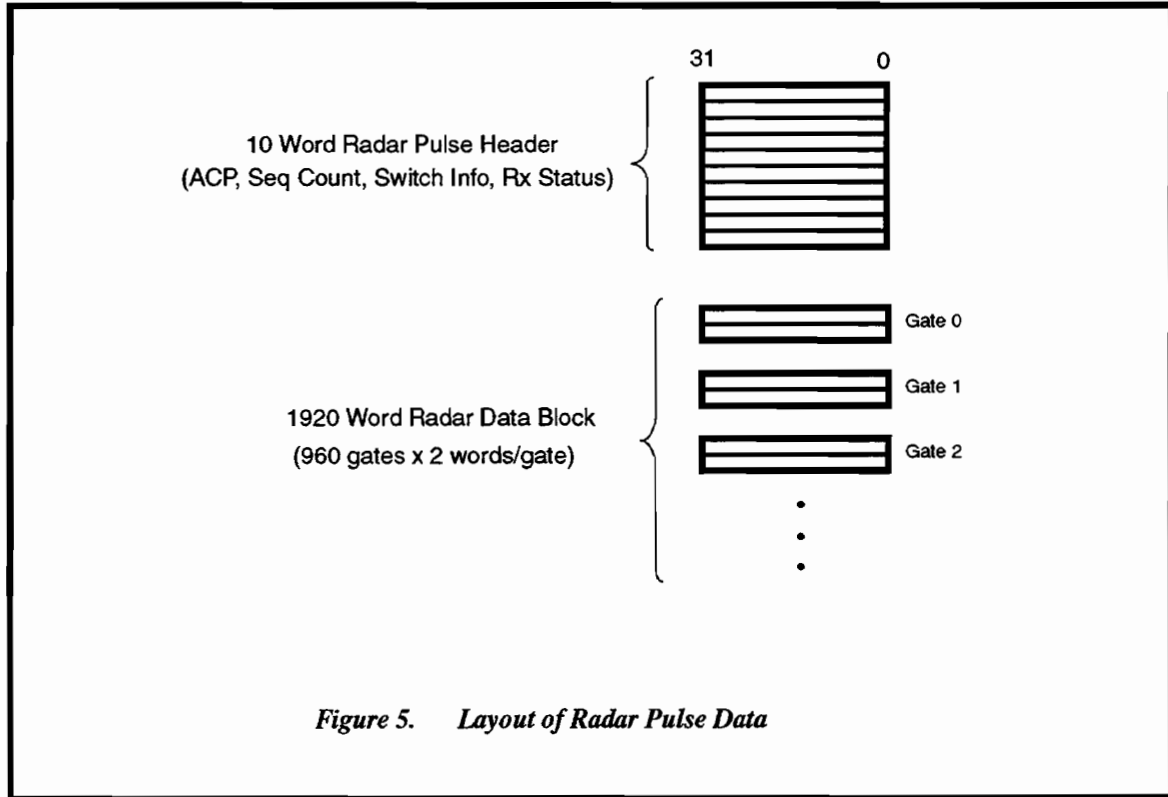 31 0
10 Word Radar Pulse Header
(ACP, Seq Count, Switch Info, Rx Status)
Gate 0
Gate 1
1920 Word Radar Data Block
(960 gates x 2 words/gate)
Gate 2
Figure 5. Layout of Radar Pulse Data